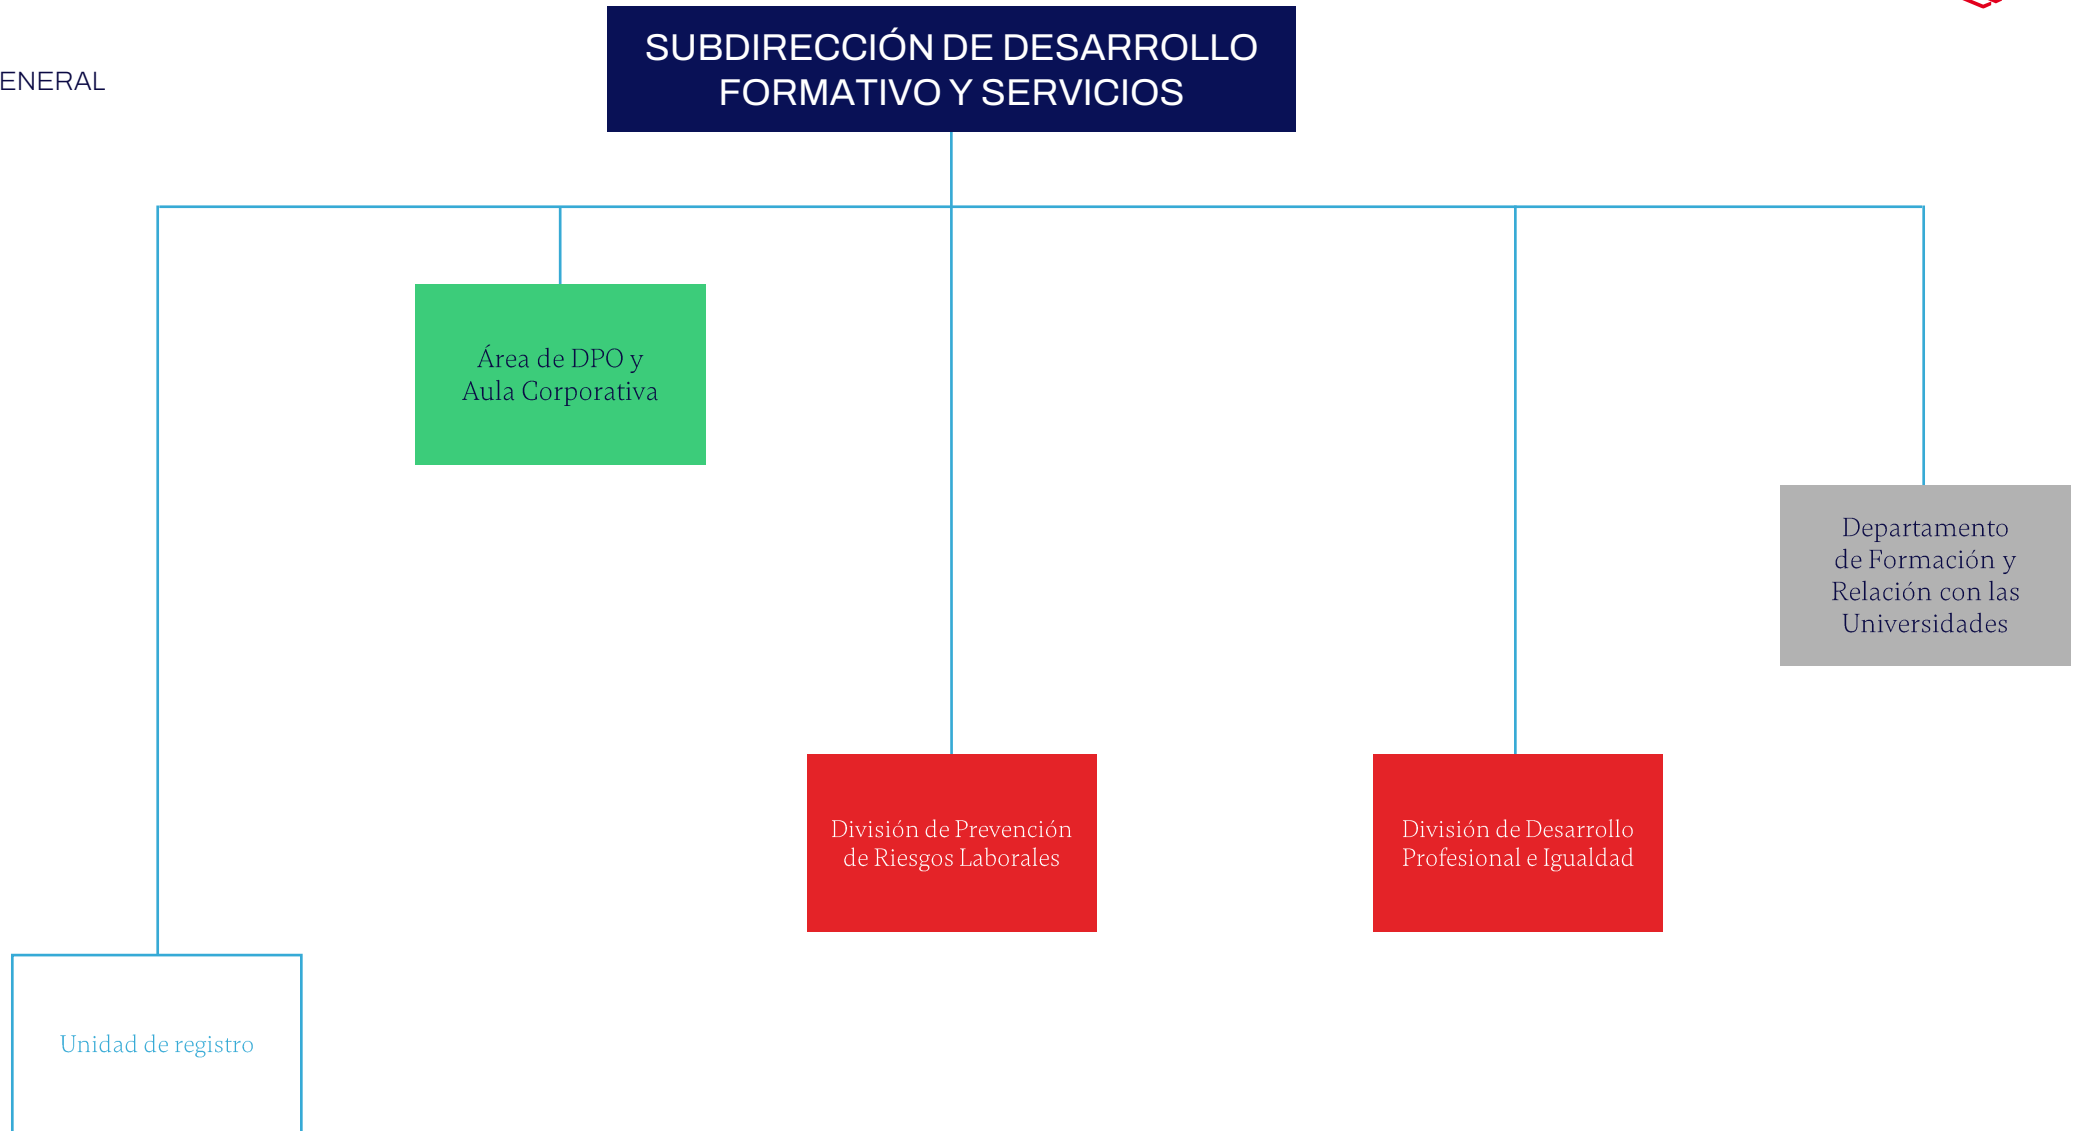 SUBDIRECCIÓN DE DESARROLLO
FORMATIVO Y SERVICIOS
ENERAL
Área de DPO y
Aula Corporativa
Departamento
de Formación y
Relación con las
Universidades
División de Prevención
de Riesgos Laborales
División de Desarrollo
Profesional e Igualdad
Unidad de registro